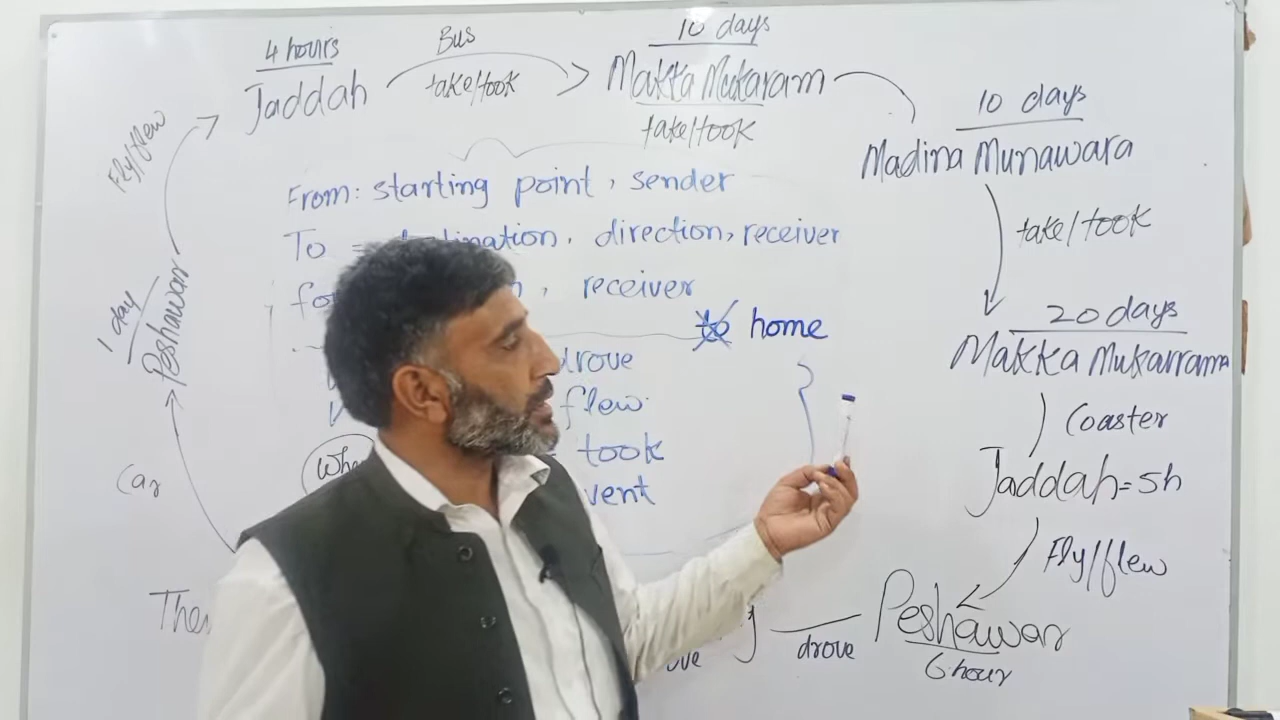 4 hours
Jaddah
Bus
take/took
10 days
Makka Mukaram
take/took
10 days
Madina Munawara
take/took
20 days
Makka Mukarrama
Coaster
Jaddah=5h
Fly/flew
Peshawar
6 hour
drove
Car
1 day
Peshawar
Fly/flew
From: starting point, sender
To = destination, direction, receiver
receiver
to home
drove
flew
took
went